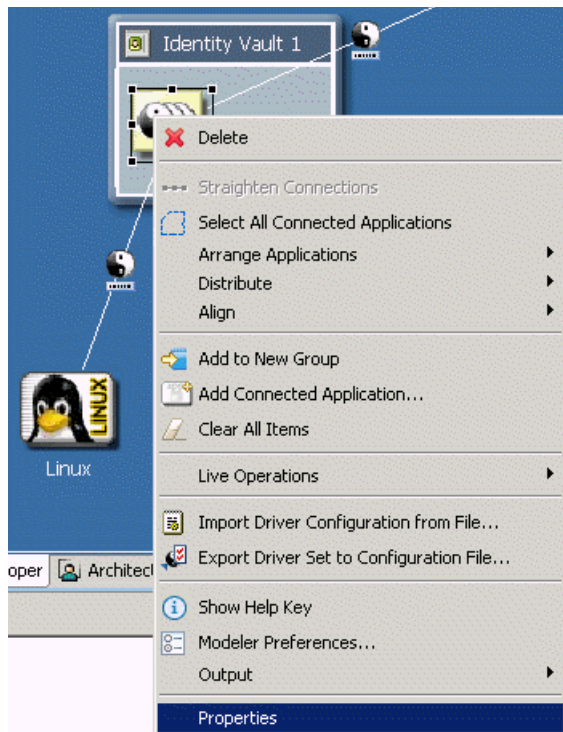 Identity Vault 1
Delete
Straighten Connections
Select All Connected Applications
Arrange Applications
Distribute
Align
Add to New Group
Add Connected Application...
Clear All Items
LINUX
Linux
Live Operations
Import Driver Configuration from File...
Export Driver Set to Configuration File...
oper
Architect
Show Help Key
Modeler Preferences...
Output
Properties